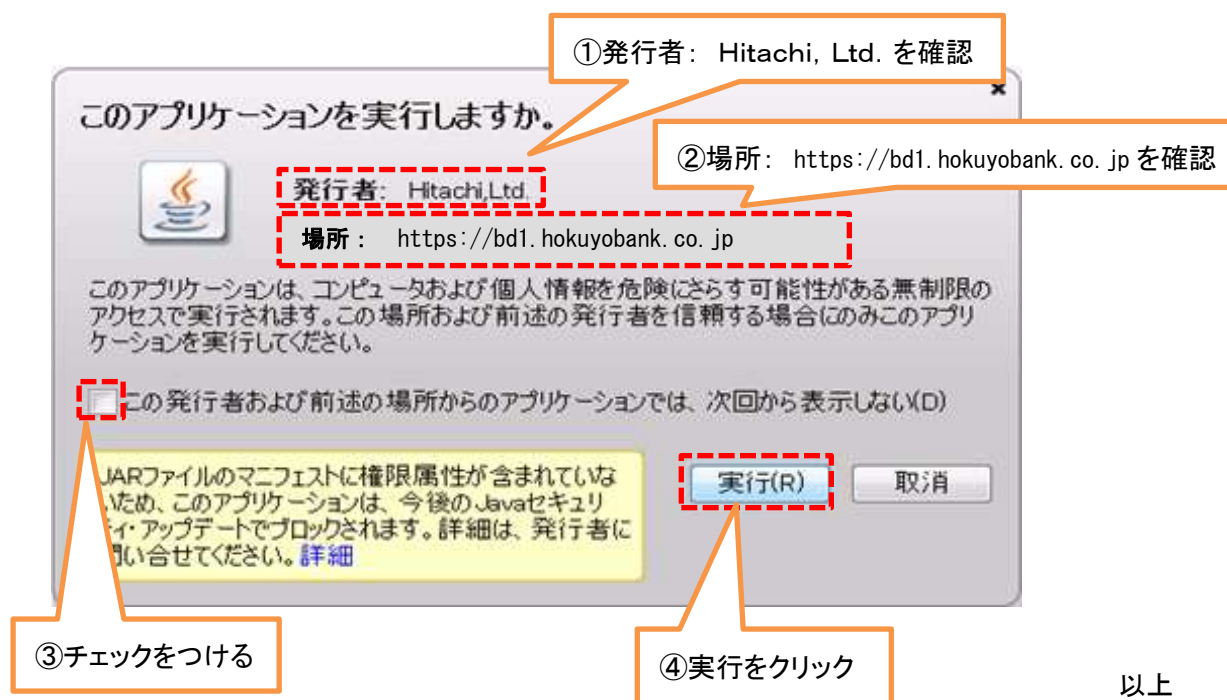 ①発行者： Hitachi, Ltd. を確認
このアプリケーションを実行しますか。
②場所： https://bd1.hokuyobank.co.jp を確認
発行者： Hitachi,Ltd.
場所： https://bd1.hokuyobank.co.jp
このアプリケーションは、コンピュータおよび個人情報を危険にさらす可能性がある無制限の
アクセスで実行されます。この場所および前述の発行者を信頼する場合にのみこのアプリ
ケーションを実行してください。
この発行者および前述の場所からのアプリケーションでは、次回から表示しない(D)
JARファイルのマニフェストに権限属性が含まれていな
いため、このアプリケーションは、今後のJavaセキュリ
ティ・アップデートでブロックされます。詳細は、発行者に
問い合せてください。詳細
実行(R)
取消
③チェックをつける
④実行をクリック
以上